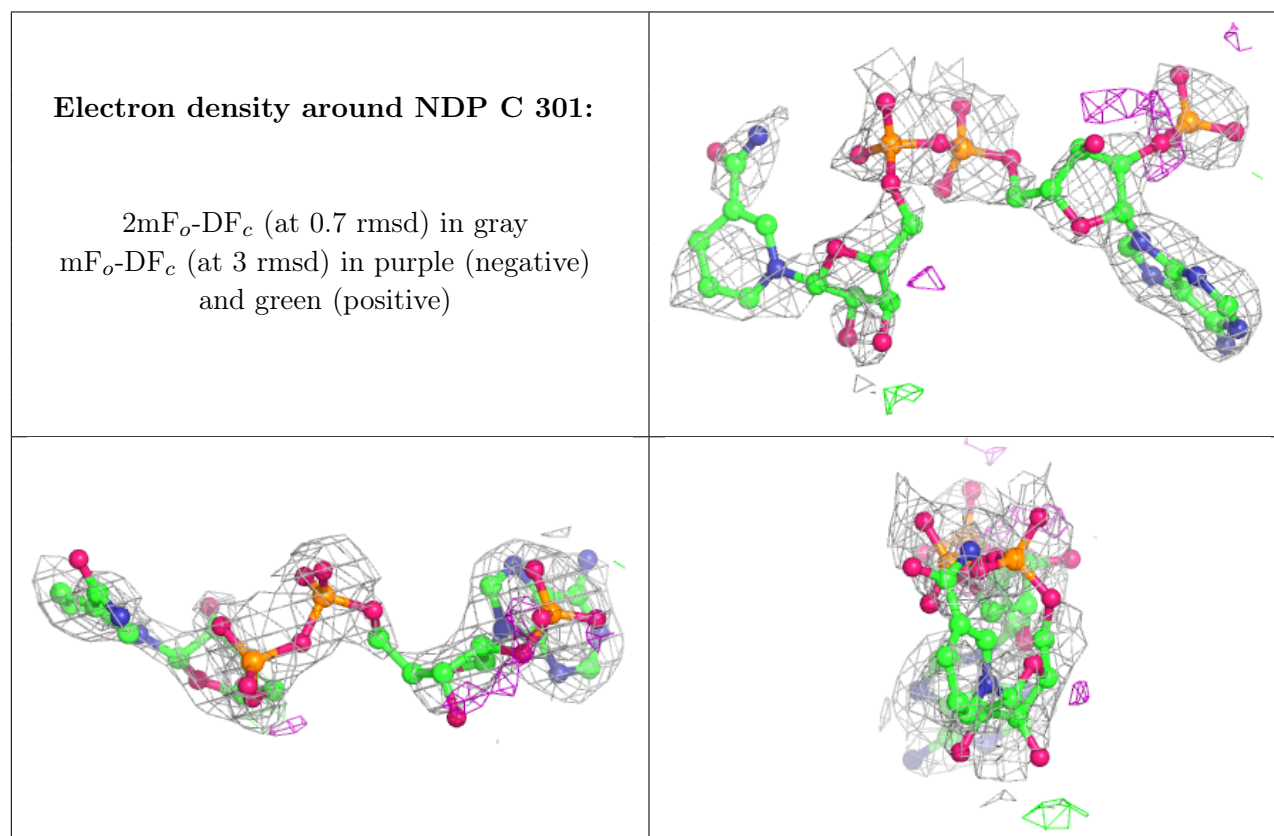 Electron density around NDP C 301:
2mFo-DFc (at 0.7 rmsd) in gray
mFo-DFc (at 3 rmsd) in purple (negative)
and green (positive)